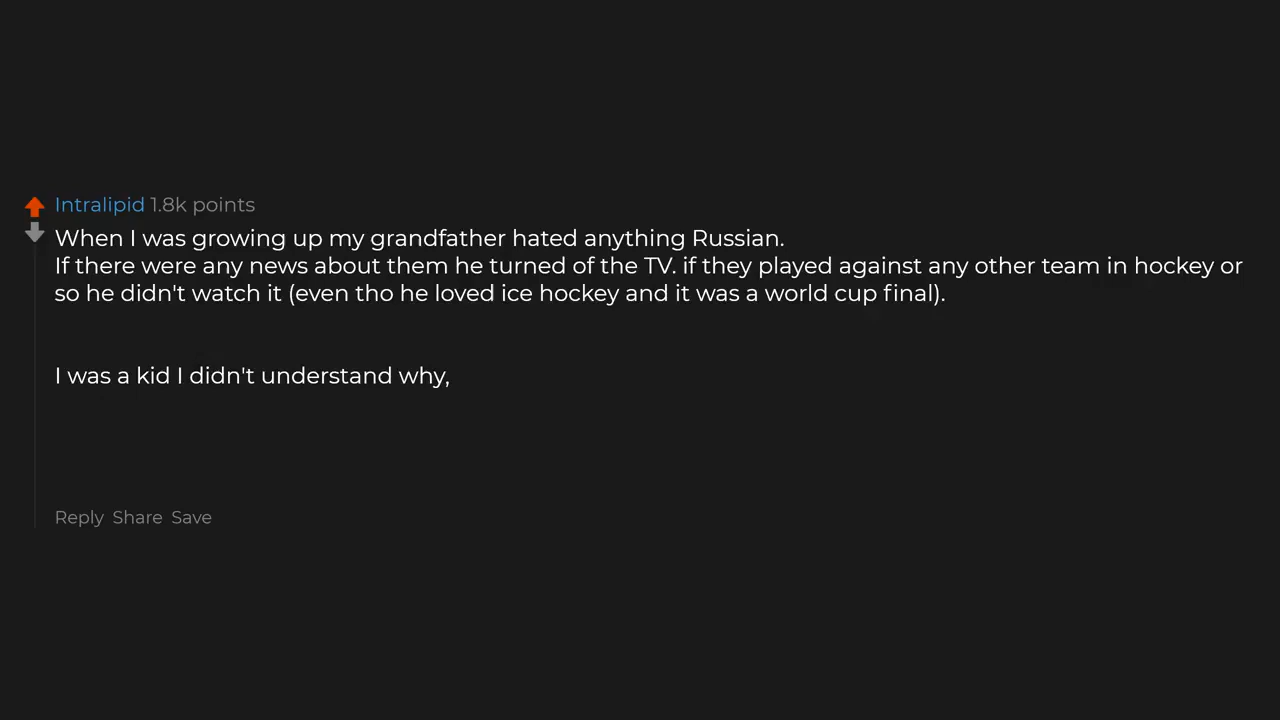 Intralipid 1.8k points
When I was growing up my grandfather hated anything Russian.
If there were any news about them he turned of the TV. if they played against any other team in hockey or
so he didn't watch it (even tho he loved ice hockey and it was a world cup final).
I was a kid I didn't understand why,
Reply Share Save